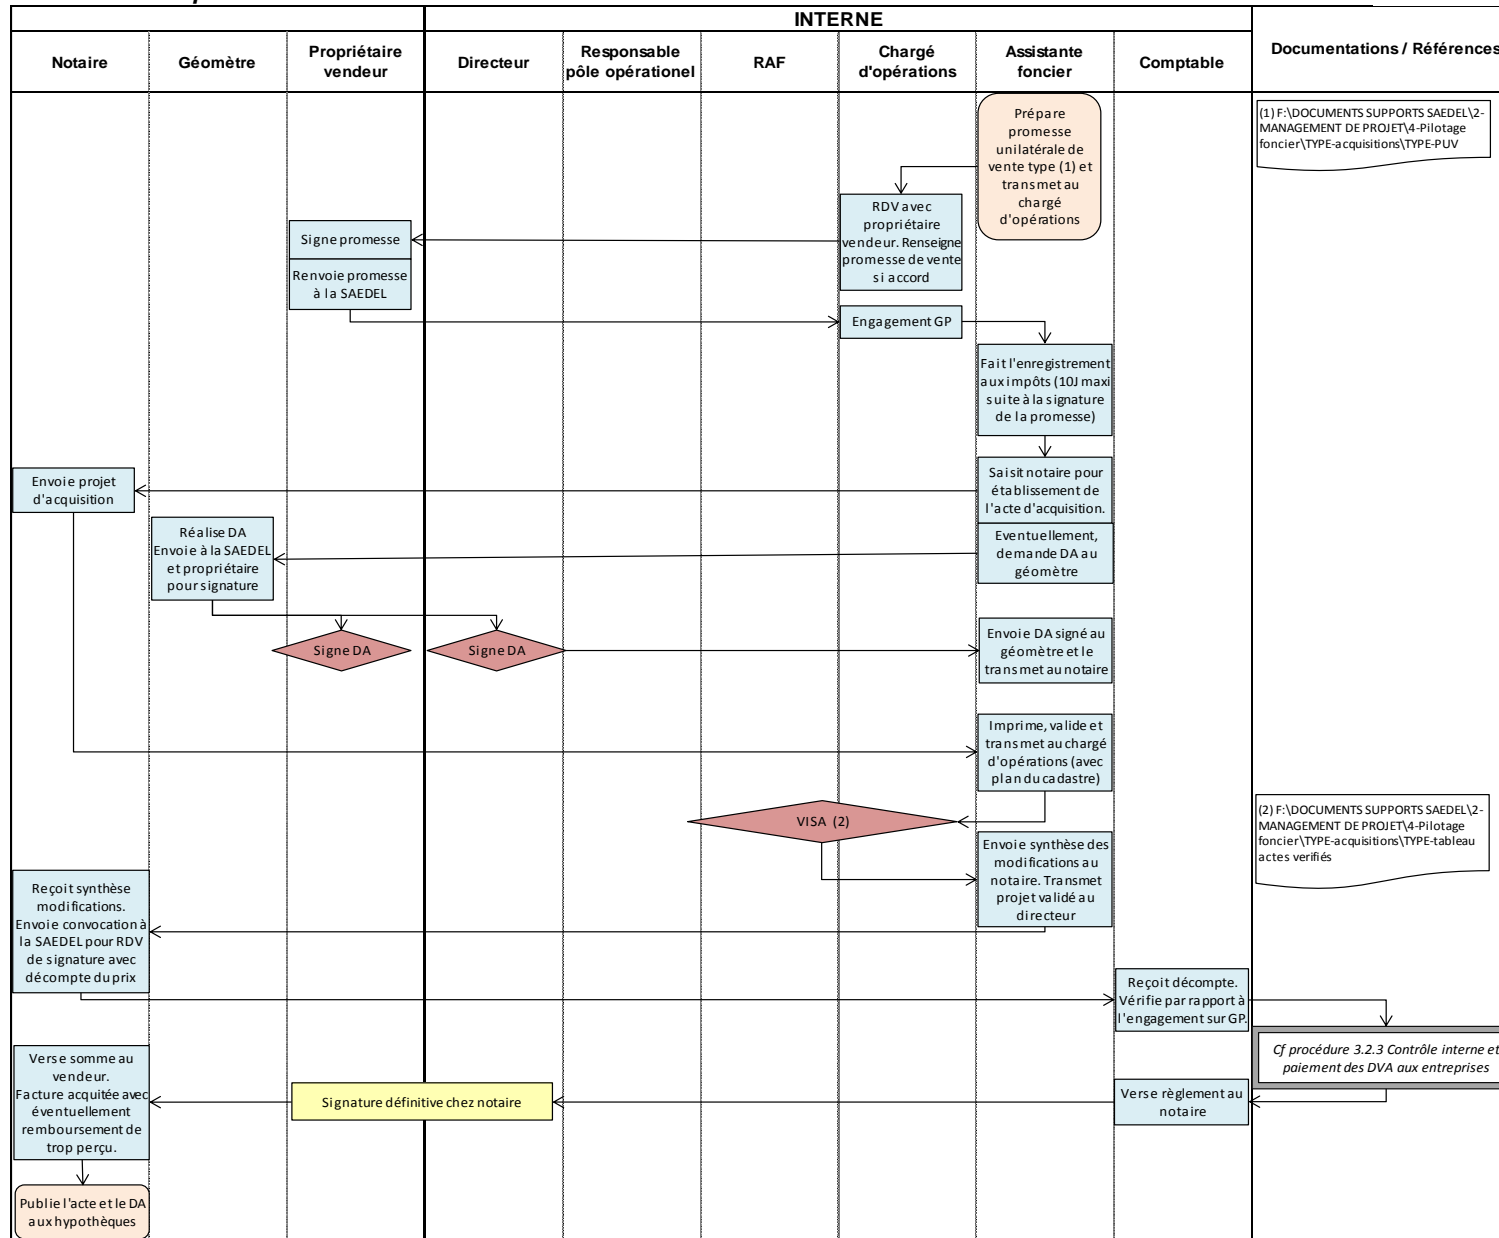 INTERNE
Notaire
Géomètre
Propriétaire
vendeur
Directeur
Responsable
pôle opérationel
RAF
Chargé
d'opérations
Assistante
foncier
Comptable
Documentations / Références
Prépare
promesse
unilatérale de
vente type (1) et
transmet au
chargé
d'opérations
(1) F:\DOCUMENTS SUPPORTS SAEDEL\2-
MANAGEMENT DE PROJET\4-Pilotage
foncier\TYPE-acquisitions\TYPE-PUV
RDV avec
propriétaire
vendeur. Renseigne
promesse de vente
si accord
Signe promesse
Renvoie promesse
à la SAEDEL
Engagement GP
Fait l'enregistrement
aux impôts (10J maxi
suite à la signature
de la promesse)
Saisit notaire pour
établissement de
l'acte d'acquisition.
Envoie projet
d'acquisition
Eventuellement,
demande DA au
géomètre
Réalise DA
Envoie à la SAEDEL
et propriétaire
pour signature
Signe DA
Signe DA
Envoie DA signé au
géomètre et le
transmet au notaire
Imprime, valide et
transmet au chargé
d'opérations (avec
plan du cadastre)
VISA (2)
(2) F:\DOCUMENTS SUPPORTS SAEDEL\2-
MANAGEMENT DE PROJET\4-Pilotage
foncier\TYPE-acquisitions\TYPE-tableau
actes verifiés
Envoie synthèse des
modifications au
notaire. Transmet
projet validé au
directeur
Reçoit synthèse
modifications.
Envoie convocation à
la SAEDEL pour RDV
de signature avec
décompte du prix
Reçoit décompte.
Vérifie par rapport à
l'engagement sur GP.
Cf procédure 3.2.3 Contrôle interne et
paiement des DVA aux entreprises
Verse règlement au
notaire
Signature définitive chez notaire
Verse somme au
vendeur.
Facture acquitée avec
éventuellement
remboursement de
trop perçu.
Publie l'acte et le DA
aux hypothèques